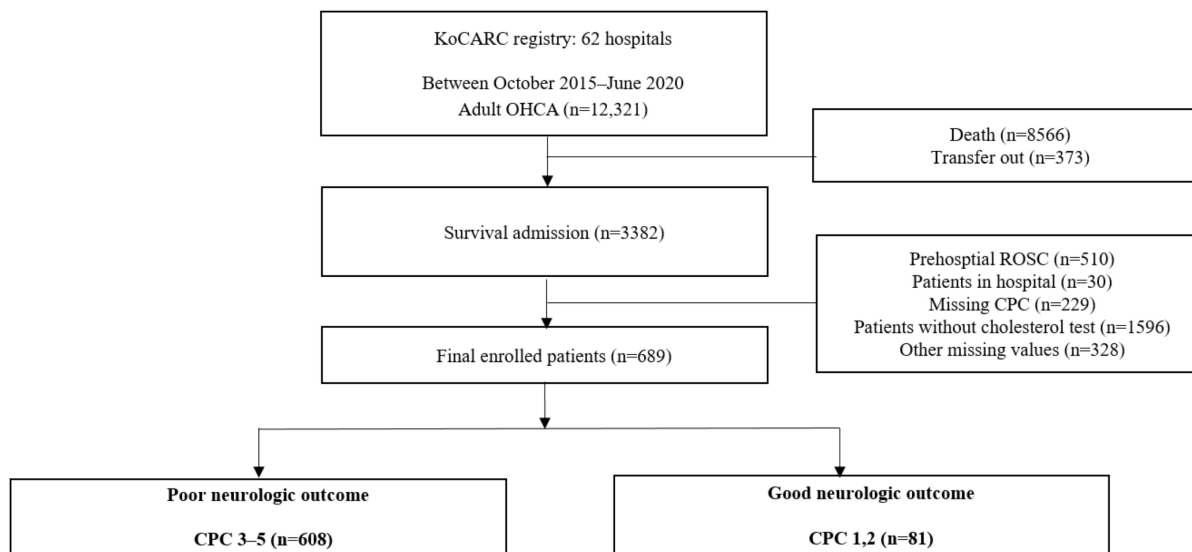 KoCARC registry: 62 hospitals
Between October 2015–June 2020
Adult OHCA (n=12,321)
Death (n=8566)
Transfer out (n=373)
Survival admission (n=3382)
Prehosptial ROSC (n=510)
Patients in hospital (n=30)
Missing CPC (n=229)
Patients without cholesterol test (n=1596)
Other missing values (n=328)
Final enrolled patients (n=689)
Poor neurologic outcome
CPC 3–5 (n=608)
Good neurologic outcome
CPC 1,2 (n=81)